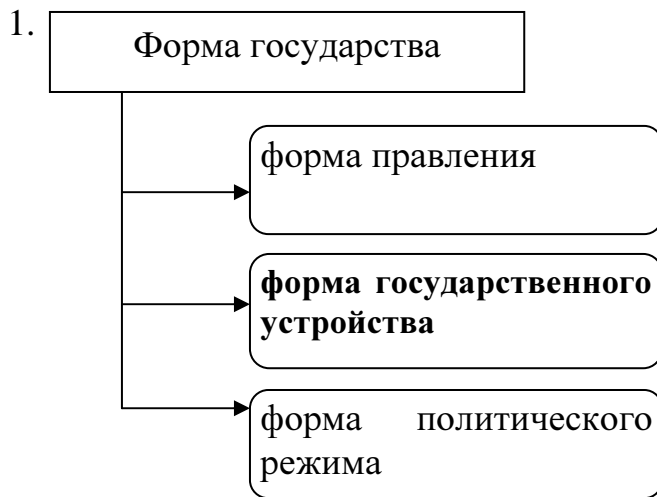 1.
Форма государства
форма правления
форма государственного
устройства
форма политического
режима